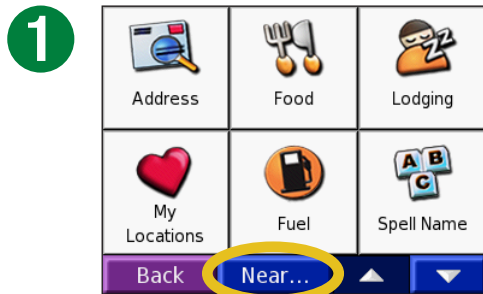 1
Address
Food
Lodging
My
Locations
Fuel
A B
C
Spell Name
Back
Near...